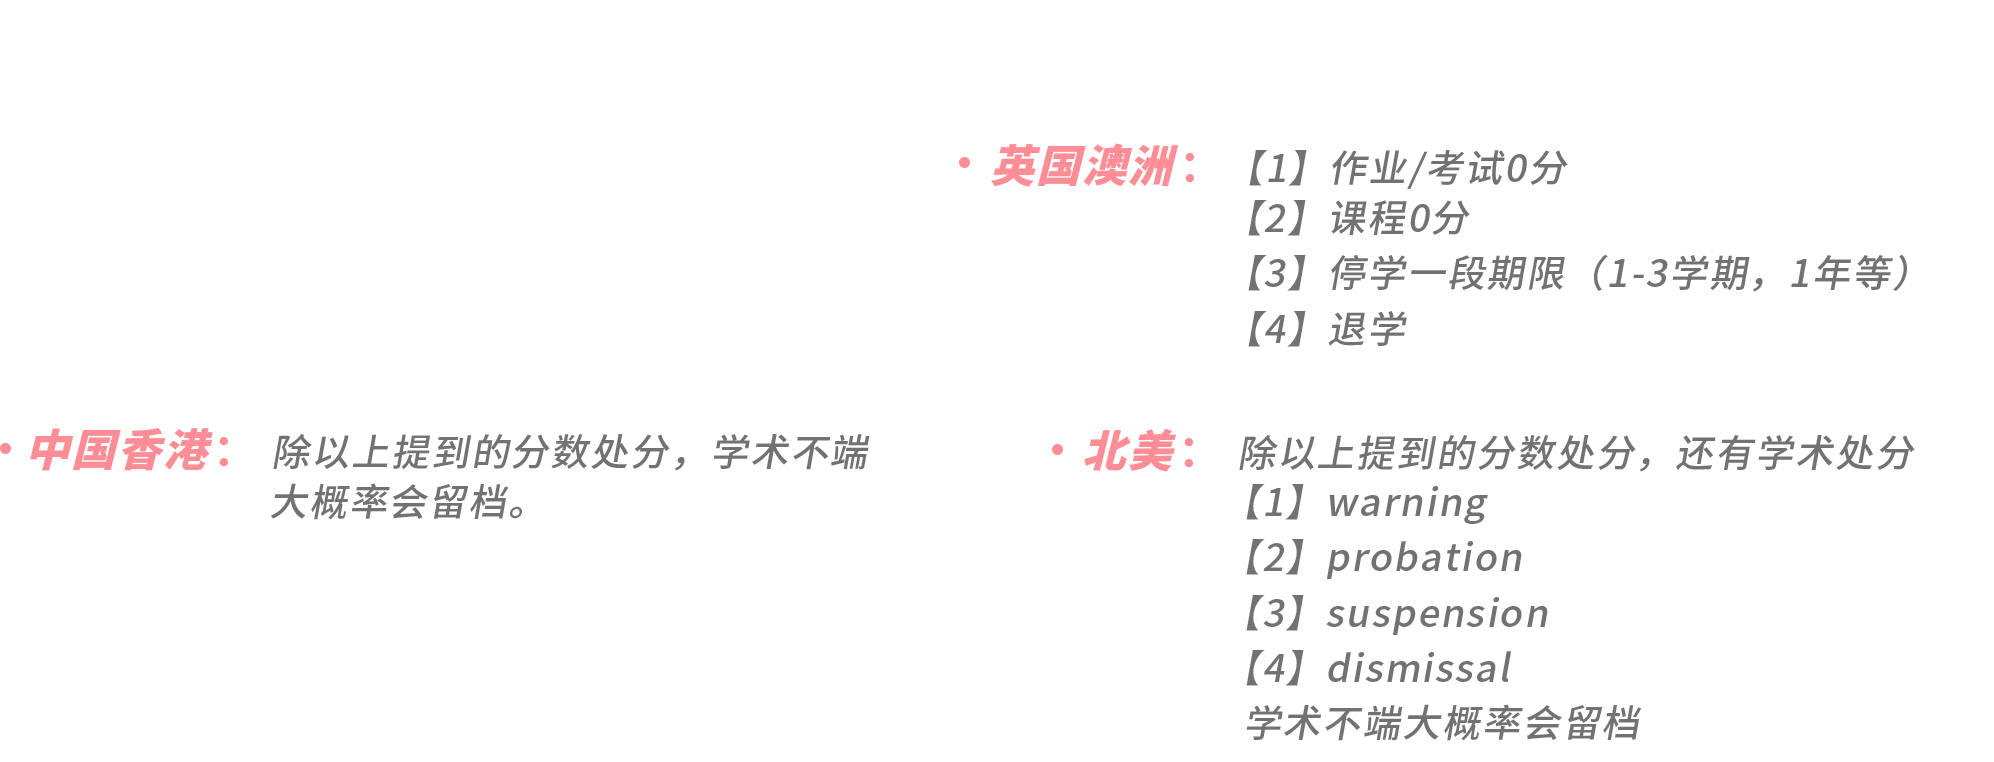 • 英国澳洲： 【1】作业/考试0分
【2】课程0分
【3】停学一段期限（1-3学期，1年等）
【4】退学
• 中国香港： 除以上提到的分数处分，学术不端
大概率会留档。
• 北美： 除以上提到的分数处分，还有学术处分
【1】warning
【2】probation
【3】suspension
【4】dismissal
学术不端大概率会留档